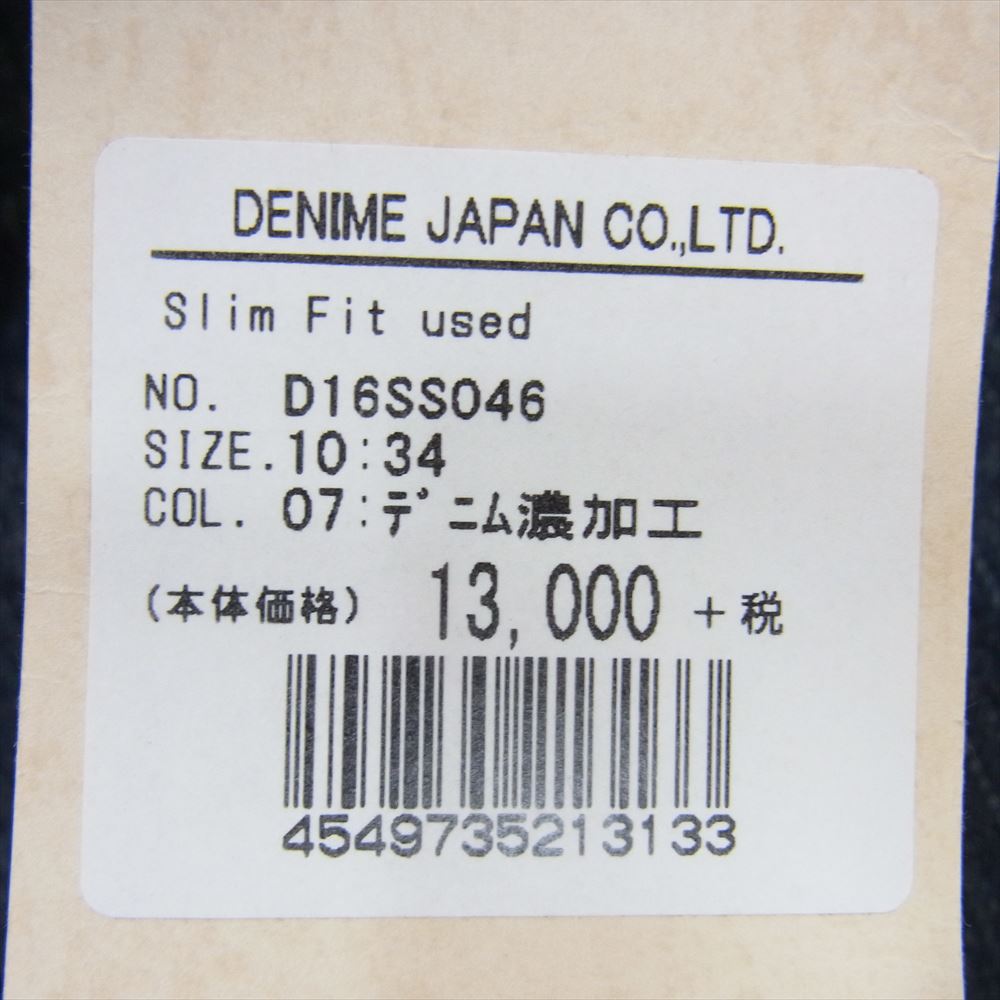 DENIME JAPAN CO.,LTD.
Slim Fit used
NO. D16SS046
SIZE. 10:34
COL. 07:ﾃﾞﾆﾑ濃加工
(本体価格) 13,000 +税
4549735213133